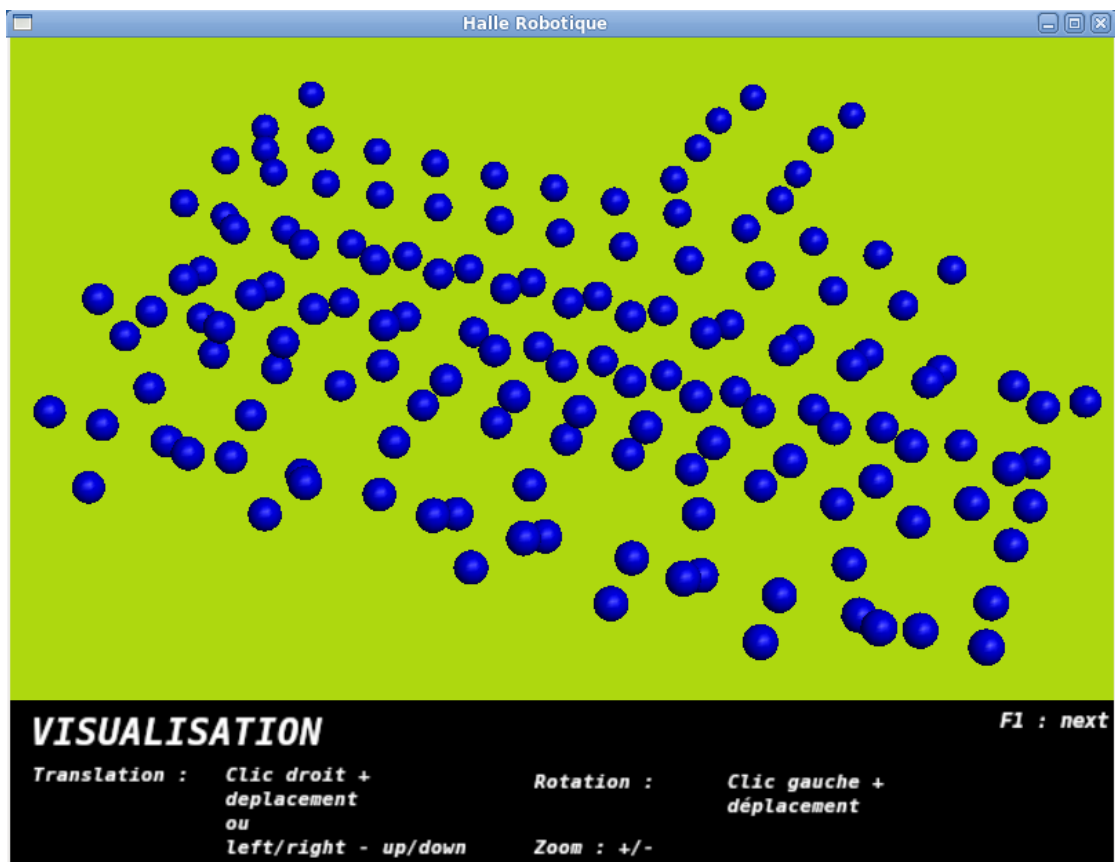 Halle Robotique
VISUALISATION
F1 : next
Translation :
Clic droit +
deplacement
ou
left/right - up/down
Rotation :
Clic gauche +
déplacement
Zoom : +/-